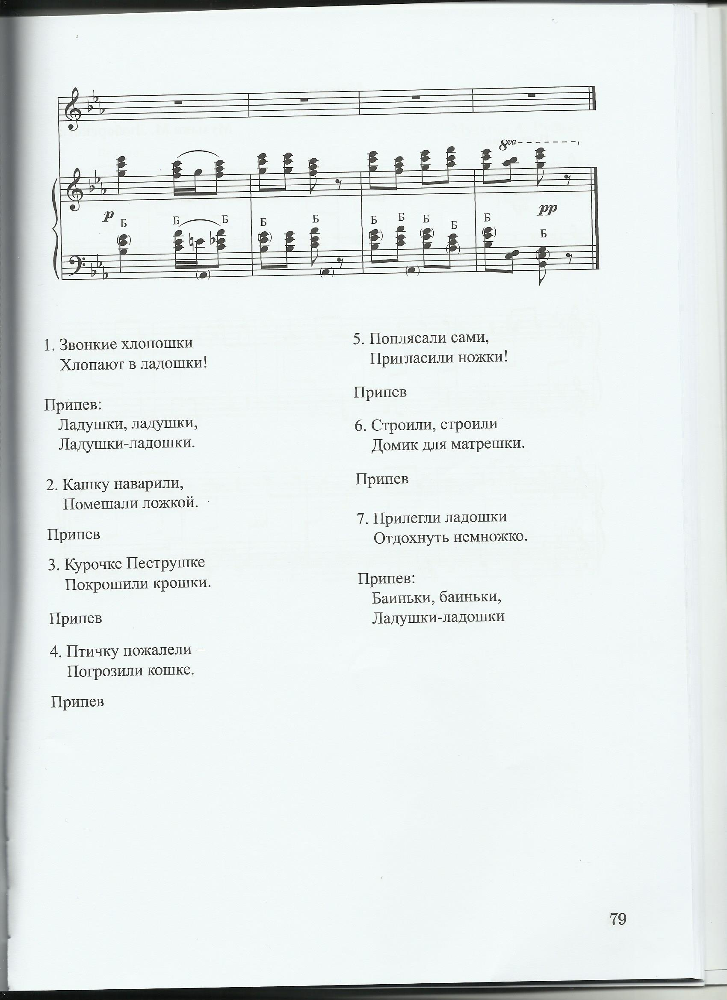 8va
p
Б Б Б Б Б Б Б Б Б Б Б
pp
1. Звонкие хлопошки
Хлопают в ладошки!
Припев:
Ладушки, ладушки,
Ладушки-ладошки.
2. Кашку наварили,
Помешали ложкой.
Припев
3. Курочке Пеструшке
Покрошили крошки.
Припев
4. Птичку пожалели –
Погрозили кошке.
Припев
5. Поплясали сами,
Пригласили ножки!
Припев
6. Строили, строили
Домик для матрешки.
Припев
7. Прилегли ладошки
Отдохнуть немножко.
Припев:
Баиньки, баиньки,
Ладушки-ладошки
79